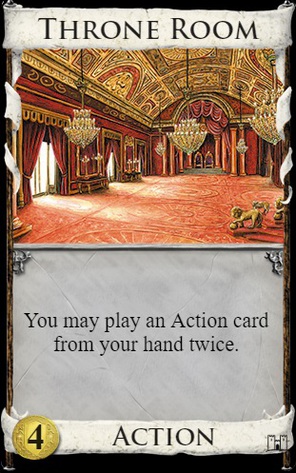 THRONE ROOM
You may play an Action card
from your hand twice.
4
ACTION